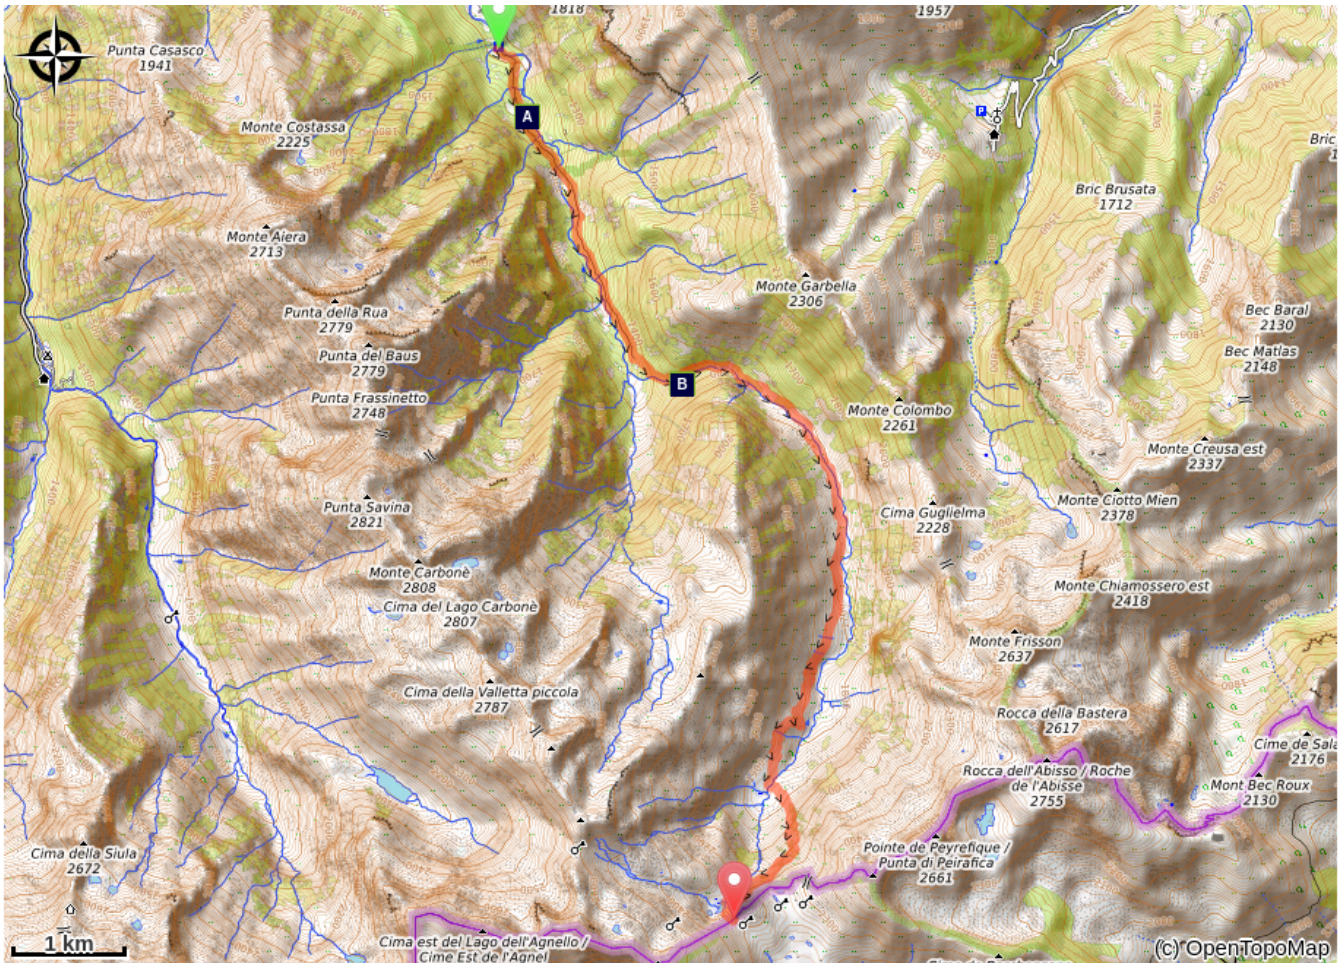 1818
1957
Punta Casasco
1941
Monte Costassa
2225
P
A
Bric
Bric Brusata
1712
Monte Aiera
2713
Monte Garbella
2306
Punta della Rua
2779
Bec Baral
2130
Punta del Baus
2779
Bec Matlas
2148
Punta Frassinetto
2748
B
Monte Colombo
2261
Monte Creusa est
2337
Punta Savina
2821
Cima Guglielma
2228
Monte Ciotto Mien
2378
Monte Carbonè
2808
Monte Chiamossero est
2418
Cima del Lago Carbonè
2807
Monte Frisson
2637
Cima della Valletta piccola
2787
Rocca della Bastera
2617
Cime de Sala
2176
Rocca dell'Abisso / Roche
de l'Abisse
2755
Mont Bec Roux
2130
Cima della Siula
2672
Pointe de Peyrefique /
Punta di Peirafica
2661
1 km
Cima est del Lago dell'Agnello /
Cime Est de l'Agnel
(c) OpenTopoMap